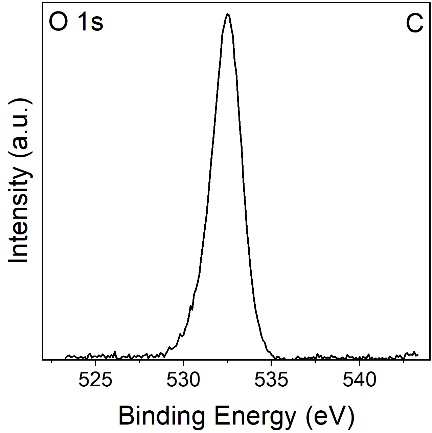 O 1s
C
Intensity (a.u.)
525 530 535 540
Binding Energy (eV)